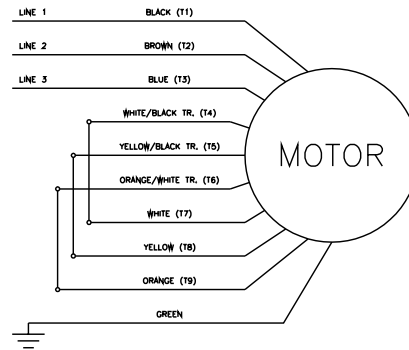 LINE 1 BLACK (T1)
LINE 2 BROWN (T2)
LINE 3 BLUE (T3)
WHITE/BLACK TR. (T4)
YELLOW/BLACK TR. (T5)
MOTOR
ORANGE/WHITE TR. (T6)
WHITE (T7)
YELLOW (T8)
ORANGE (T9)
GREEN